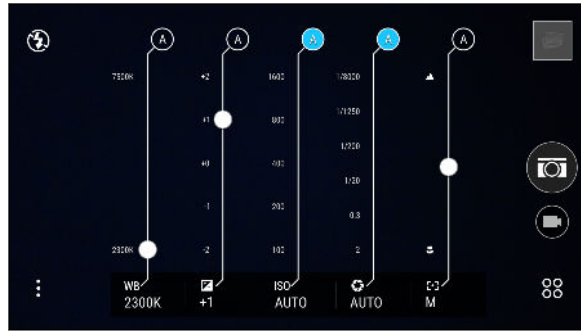 A A A A A
7500K +2 1600 1/8000
+1 800 1/1250
1/200
+0 400
1/20
-1 200
0.3
2300K -2 100 2
WB ISO
2300K +1 AUTO AUTO M